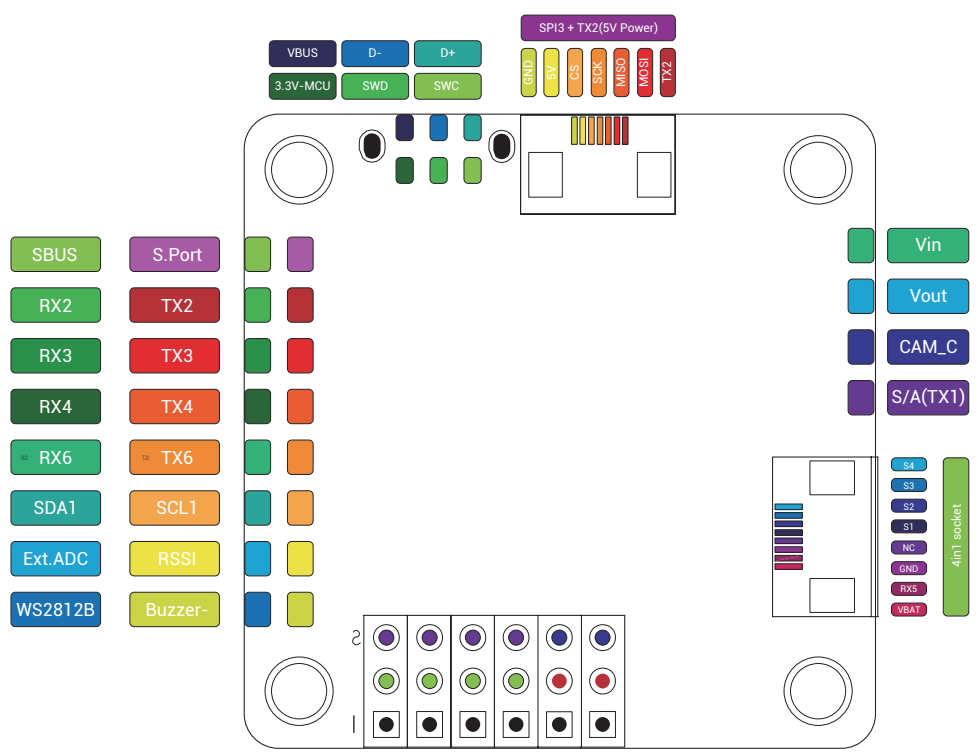 SPI3 + TX2(5V Power)
VBUS D- D+
3.3V-MCU SWD SWC
GND 5V CS SCK MISO MOSI TX2
SBUS S.Port
RX2 TX2
RX3 TX3
RX4 TX4
RX6 TX6
SDA1 SCL1
Ext.ADC RSSI
WS2812B Buzzer-
Vin
Vout
CAM_C
S/A(TX1)
S4
S3
S2
S1
NC
GND
RX5
VBAT
4in1 socket
S